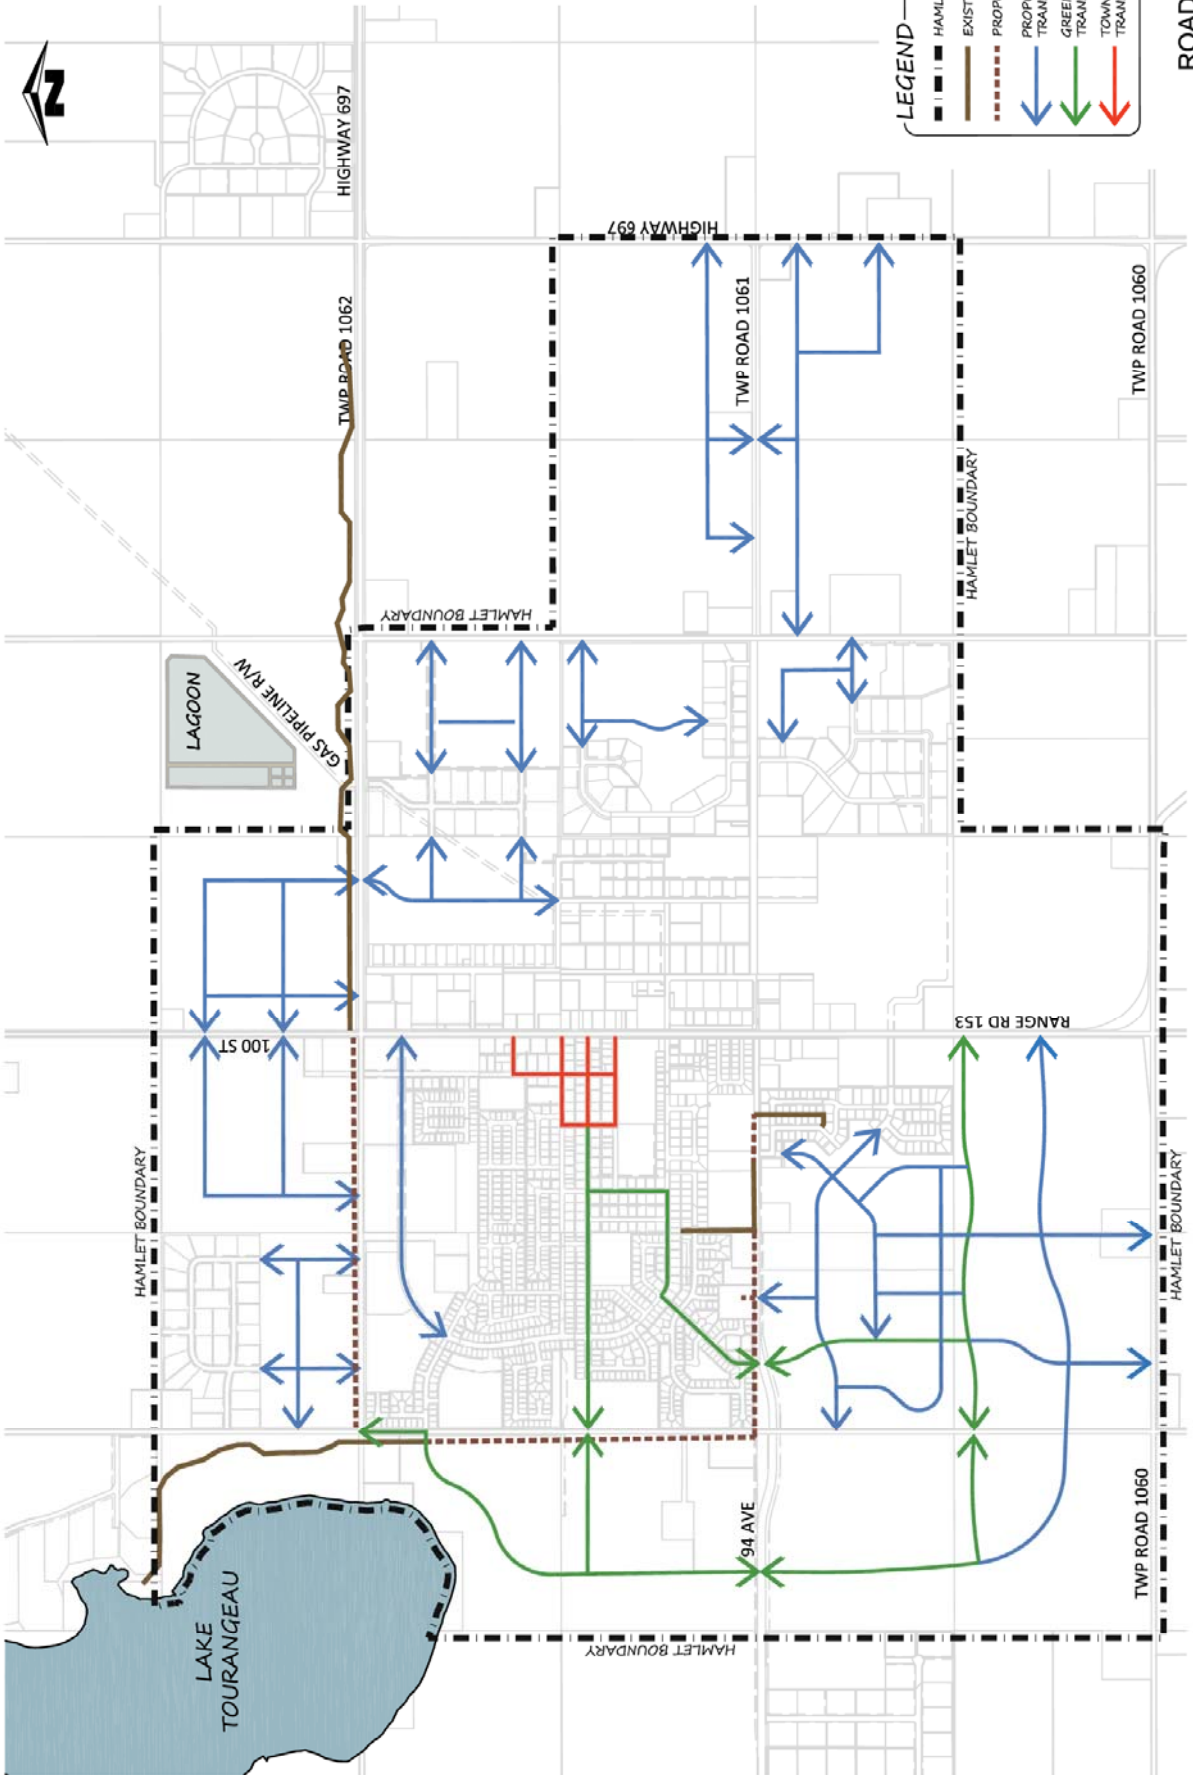 N
HIGHWAY 697
TWP ROAD 1062
HIGHWAY 697
TWP ROAD 1061
TWP ROAD 1060
HAMLET BOUNDARY
HAMLET BOUNDARY
LAGOON
GAS PIPELINE R/W
100 ST
RANGE RD 153
HAMLET BOUNDARY
HAMLET BOUNDARY
94 AVE
TWP ROAD 1060
LAKE
TOURANGEAU
HAMLET BOUNDARY
LEGEND
HAML
EXIST
PROP
PROP
TRAN
GREE
TRAN
TOWN
TRAN
ROAD